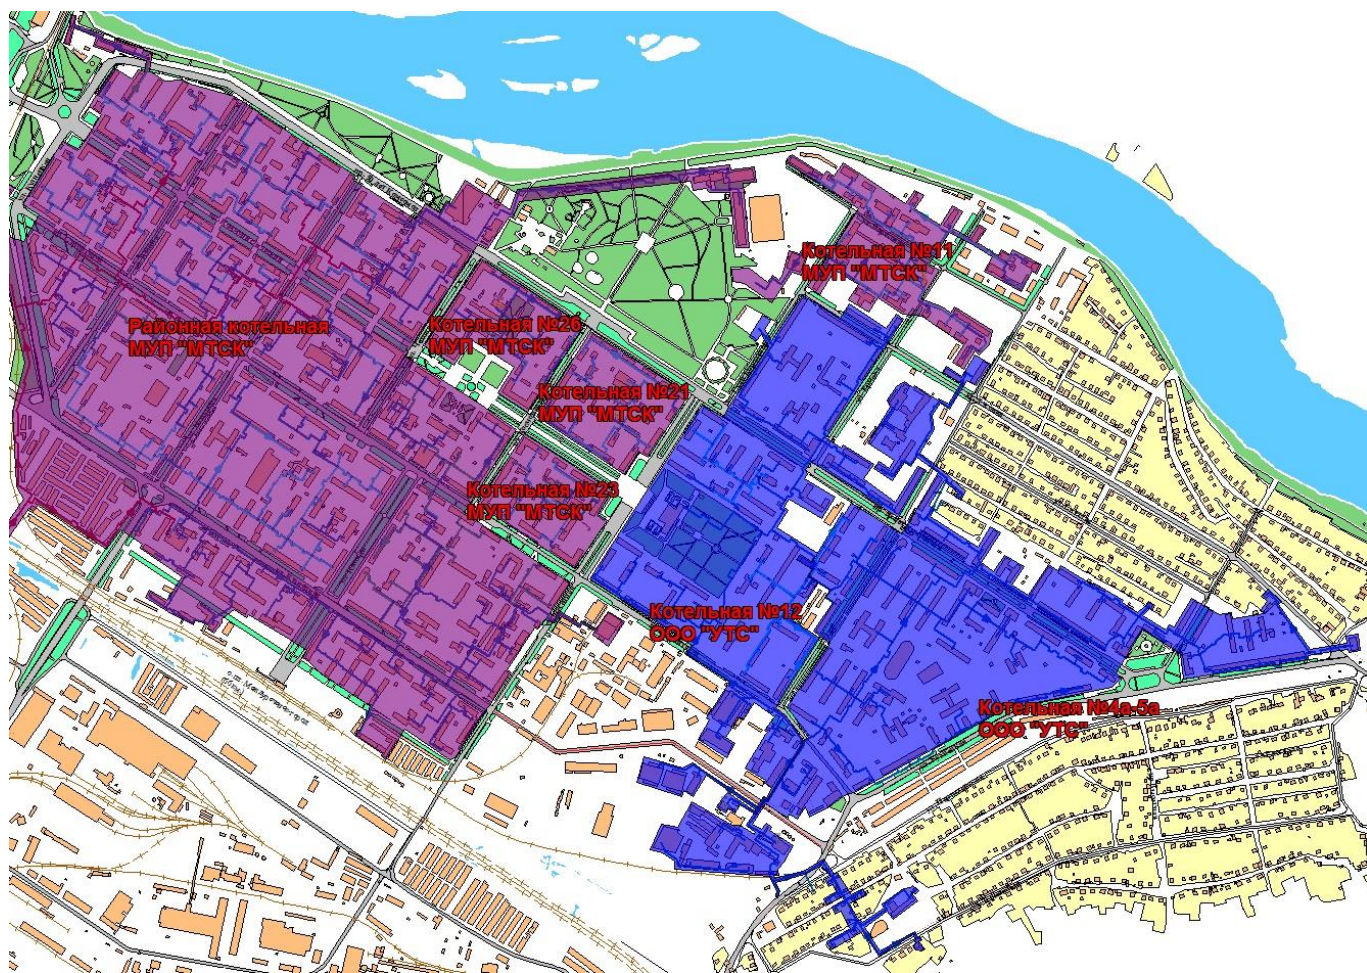 Котельная №11
МУП "МТСК"
Районная котельная
МУП "МТСК"
Котельная №26
МУП "МТСК"
Котельная №21
МУП "МТСК"
Котельная №23
МУП "МТСК"
Котельная №12
ООО "УТС"
Котельная №4а-5а
ООО "УТС"